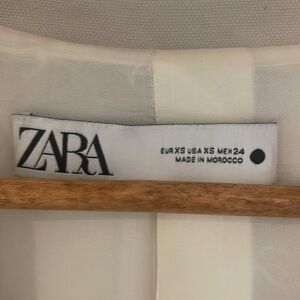 ZARA
EUR XS USA XS MEX 24
MADE IN MOROCCO